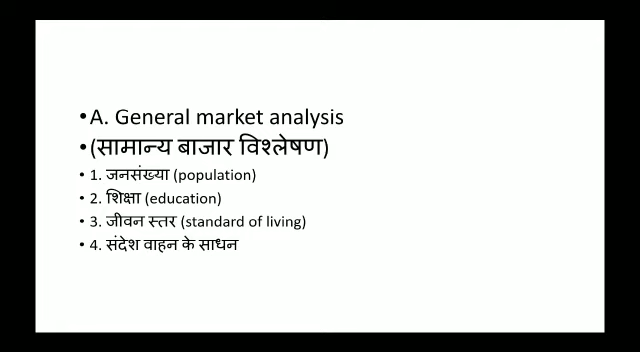 •A. General market analysis
•(सामान्य बाजार विश्लेषण)
• 1. जनसंख्या (population)
• 2. शिक्षा (education)
• 3. जीवन स्तर (standard of living)
• 4. संदेश वाहन के साधन